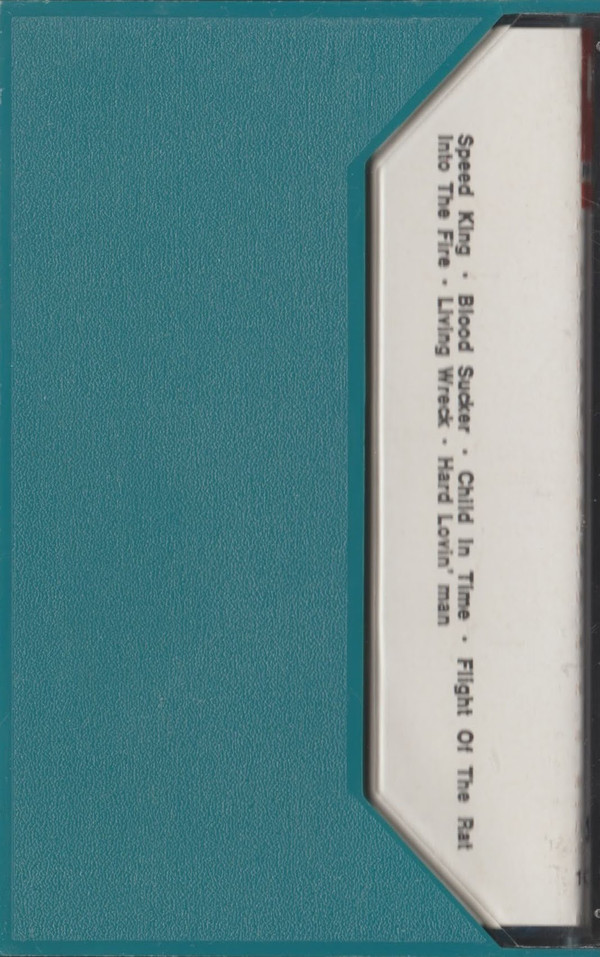 Speed King · Blood Sucker · Child In Time · Flight Of The Rat
Into The Fire · Living Wreck · Hard Lovin' man